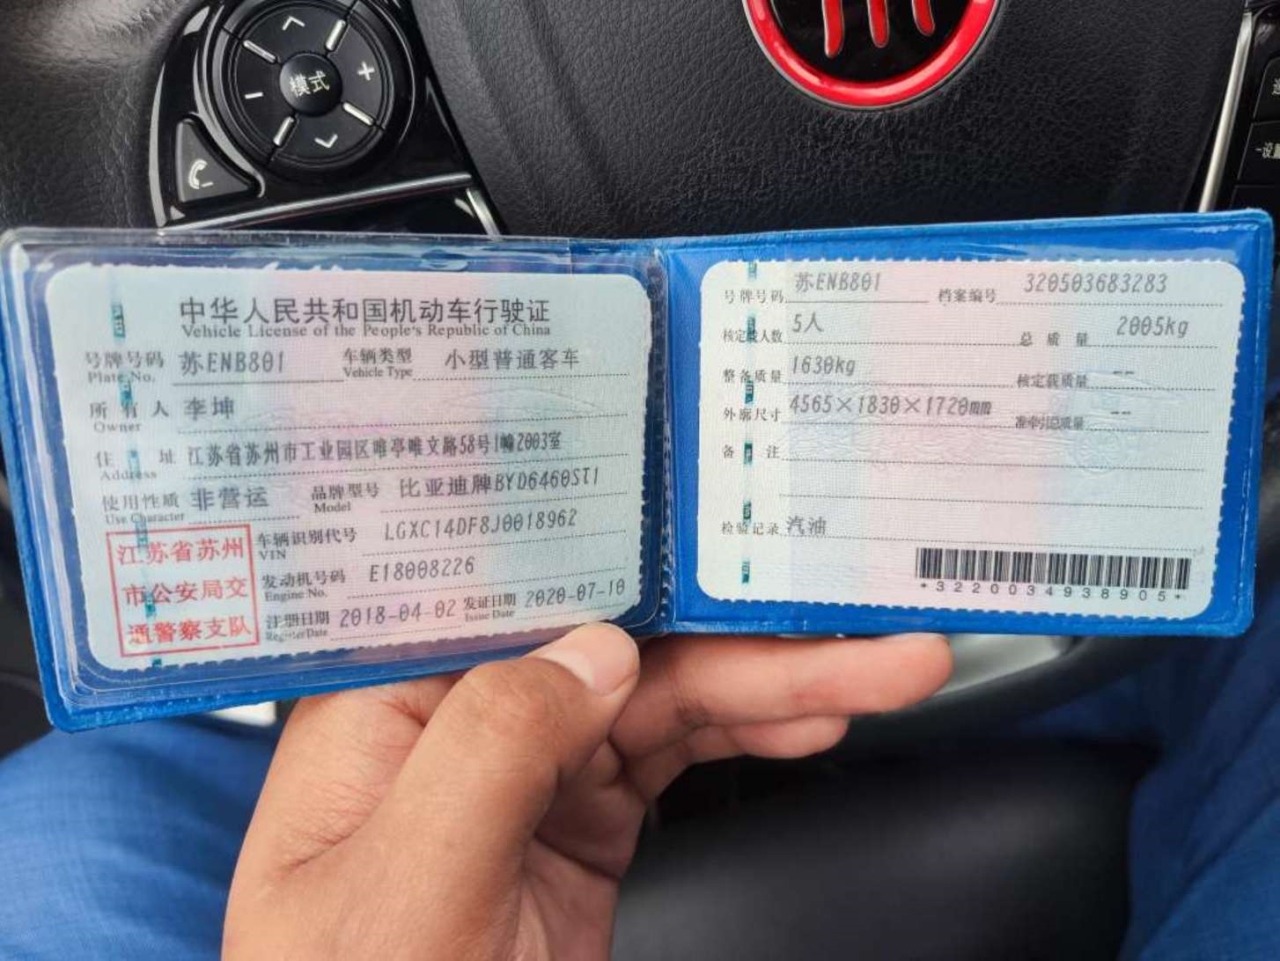 模式
中华人民共和国机动车行驶证
Vehicle License of the People's Republic of China
号牌号码 苏ENB801 车辆类型 小型普通客车
Plate No. Vehicle Type
所有人 李坤
Owner
住址 江苏省苏州市工业园区唯亭唯文路58号1幢2003室
Address
使用性质 非营运 品牌型号 比亚迪牌BYD6460ST1
Use Character Model
江苏省苏州
市公安局交
通警察支队
车辆识别代号 LGXC14DF8J0018962
VIN
发动机号码 E18008226
Engine No.
注册日期 2018-04-02 发证日期 2020-07-10
Register Date Issue Date
号牌号码 苏ENB801 档案编号 320503683283
核定载人数 5人 总质量 2005kg
整备质量 1630kg 核定载质量 --
外廓尺寸 4565×1830×1720mm 准牵引总质量 --
备注
检验记录 汽油
*3220034938905*